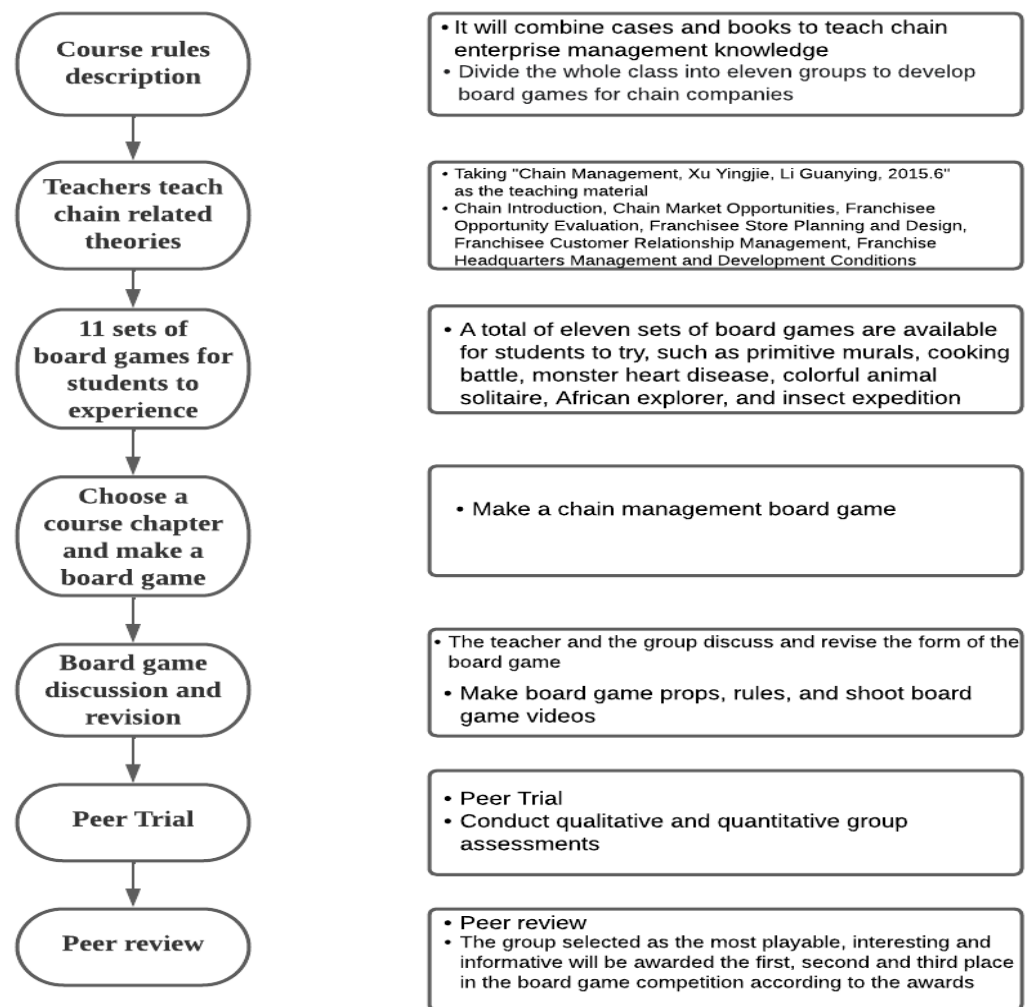 Course rules
description
• It will combine cases and books to teach chain
enterprise management knowledge
• Divide the whole class into eleven groups to develop
board games for chain companies
Teachers teach
chain related
theories
• Taking "Chain Management, Xu Yingjie, Li Guanying, 2015.6"
as the teaching material
• Chain Introduction, Chain Market Opportunities, Franchisee
Opportunity Evaluation, Franchisee Store Planning and Design,
Franchisee Customer Relationship Management, Franchise
Headquarters Management and Development Conditions
11 sets of
board games for
students to
experience
• A total of eleven sets of board games are available
for students to try, such as primitive murals, cooking
battle, monster heart disease, colorful animal
solitaire, African explorer, and insect expedition
Choose a
course chapter
and make a
board game
• Make a chain management board game
Board game
discussion and
revision
• The teacher and the group discuss and revise the form of the
board game
• Make board game props, rules, and shoot board
game videos
Peer Trial
• Peer Trial
• Conduct qualitative and quantitative group
assessments
Peer review
• Peer review
• The group selected as the most playable, interesting and
informative will be awarded the first, second and third place
in the board game competition according to the awards